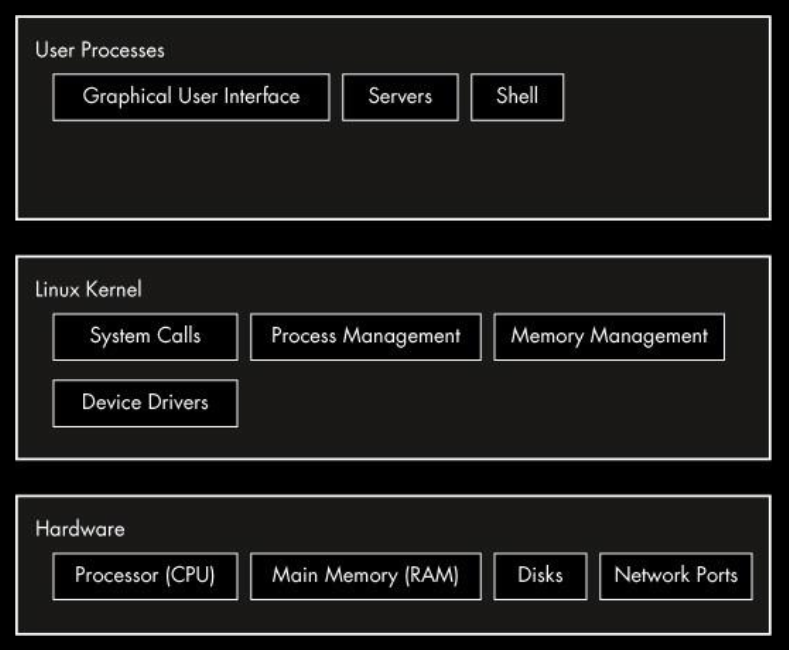 User Processes
Graphical User Interface Servers Shell
Linux Kernel
System Calls Process Management Memory Management
Device Drivers
Hardware
Processor (CPU) Main Memory (RAM) Disks Network Ports